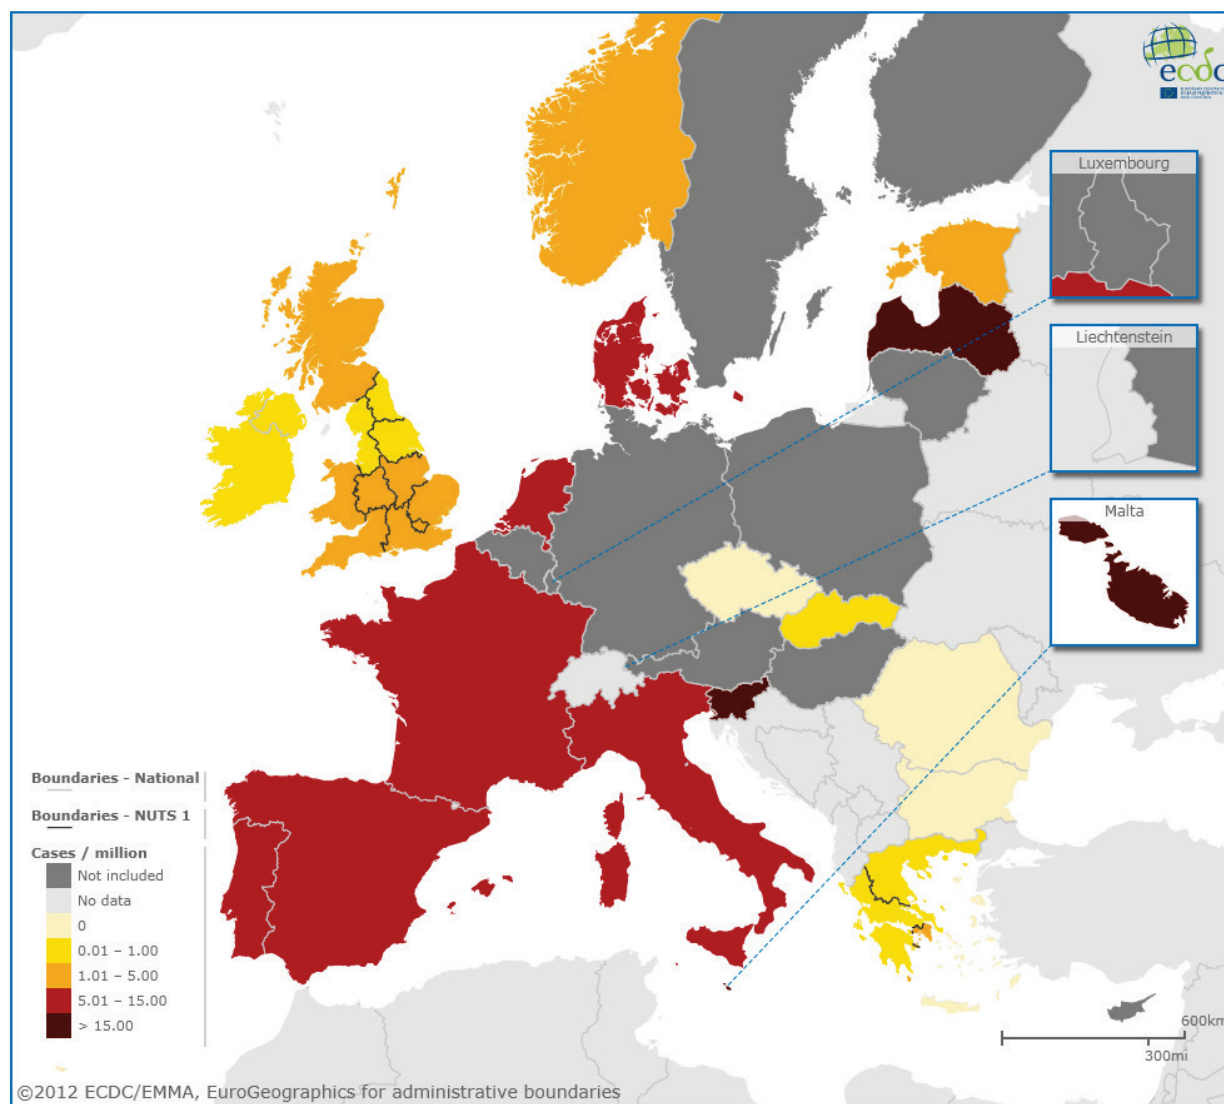 ecdc
Luxembourg
Liechtenstein
Malta
Boundaries - National
Boundaries - NUTS 1
Cases / million
Not included
No data
0
0.01 – 1.00
1.01 – 5.00
5.01 – 15.00
> 15.00
600km
300mi
©2012 ECDC/EMMA, EuroGeographics for administrative boundaries